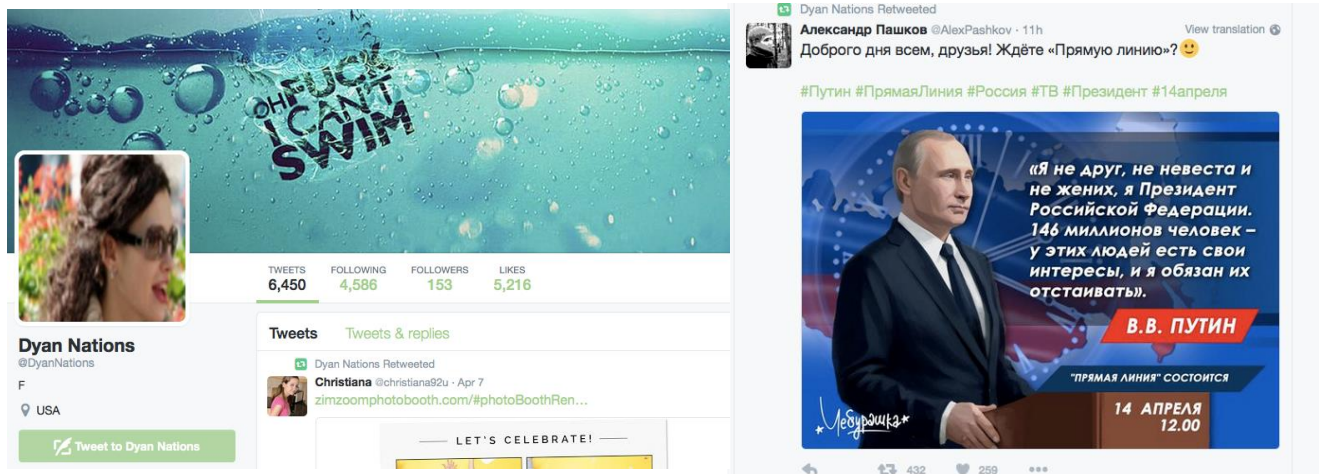 OH FUCK
I CAN'T
SWIM
TWEETS
6,450
FOLLOWING
4,586
FOLLOWERS
153
LIKES
5,216
Dyan Nations
@DyanNations
F
USA
Tweet to Dyan Nations
Tweets
Tweets & replies
Dyan Nations Retweeted
Christiana @christiana92u · Apr 7
zimzoomphotobooth.com/#photoBoothRen...
LET'S CELEBRATE!
Dyan Nations Retweeted
Александр Пашков @AlexPashkov · 11h
View translation
Доброго дня всем, друзья! Ждёте «Прямую линию»?
#Путин #ПрямаяЛиния #Россия #ТВ #Президент #14апреля
«Я не друг, не невеста и
не жених, я Президент
Российской Федерации.
146 миллионов человек –
у этих людей есть свои
интересы, и я обязан их
отстаивать».
В.В. ПУТИН
"ПРЯМАЯ ЛИНИЯ" СОСТОИТСЯ
14 АПРЕЛЯ
12.00
Чебурашка
432
259